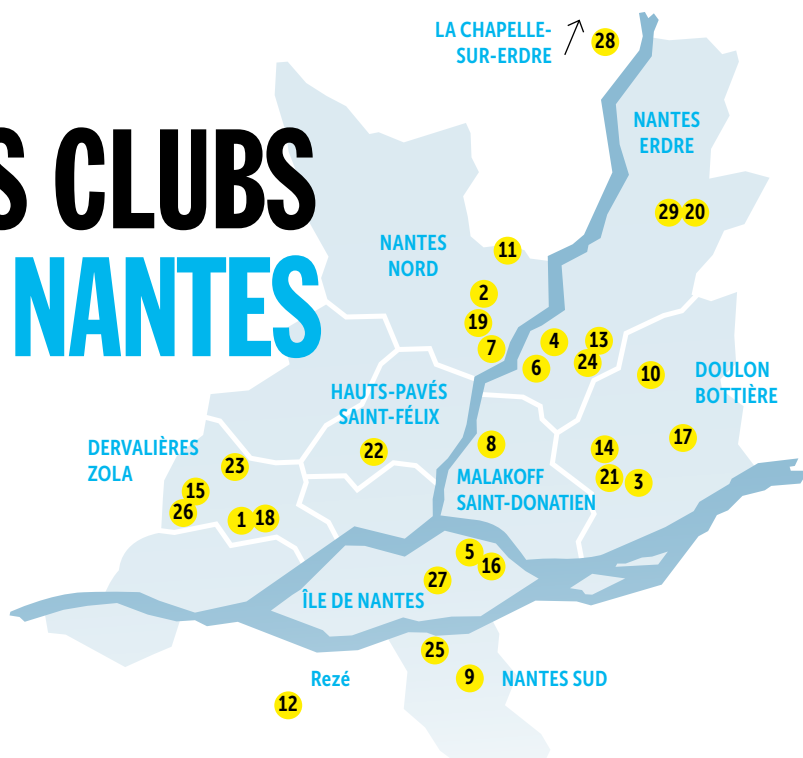 LA CHAPELLE-
SUR-ERDRE
28
NANTES
ERDRE
S CLUBS
NANTES
29 20
NANTES
NORD
11
2
19
7
4
13
6
24
10
DOULON
BOTTIÈRE
HAUTS-PAVÉS
SAINT-FÉLIX
22
8
17
14
21
3
MALAKOFF
SAINT-DONATIEN
DERVALIÈRES
ZOLA
23
15
26
1 18
5
16
27
ÎLE DE NANTES
25
9
NANTES SUD
Rezé
12